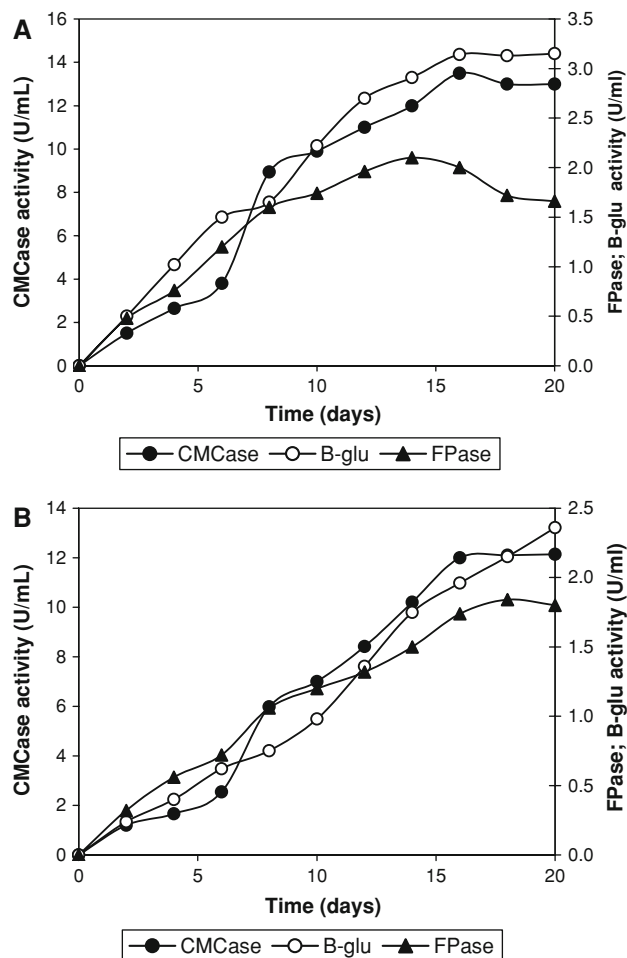 A
CMCase activity (U/mL)
16
14
12
10
8
6
4
2
0
3.5
3.0
2.5
2.0
1.5
1.0
0.5
0.0
FPase; B-glu activity (U/ml)
0 5 10 15 20
Time (days)
CMCase B-glu FPase
B
CMCase activity (U/mL)
14
12
10
8
6
4
2
0
2.5
2.0
1.5
1.0
0.5
0.0
FPase; B-glu activity (U/ml)
0 5 10 15 20
Time (days)
CMCase B-glu FPase